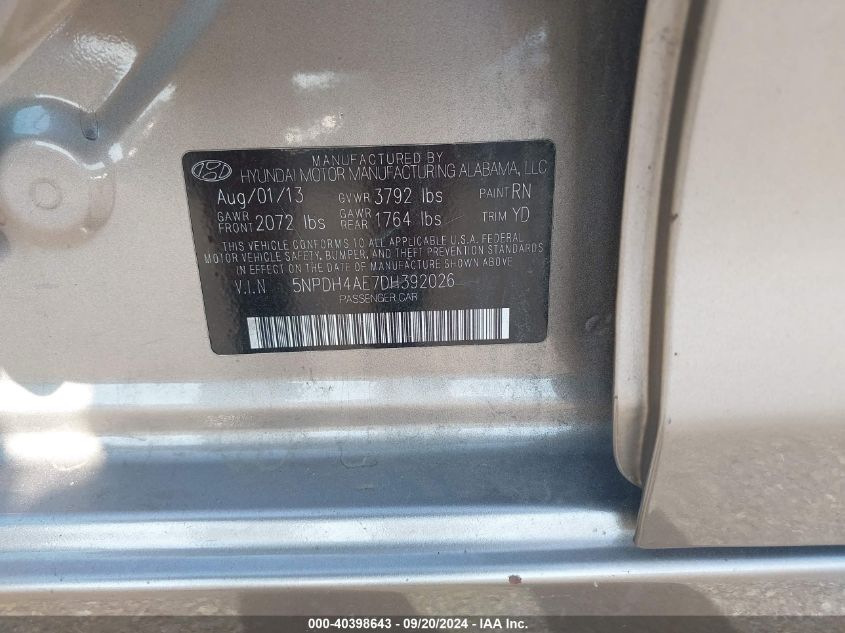 MANUFACTURED BY
HYUNDAI MOTOR MANUFACTURING ALABAMA, LLC
Aug/01/13 GVWR 3792 lbs PAINT RN
GAWR FRONT 2072 lbs GAWR REAR 1764 lbs TRIM YD
THIS VEHICLE CONFORMS TO ALL APPLICABLE U.S.A. FEDERAL
MOTOR VEHICLE SAFETY, BUMPER, AND THEFT PREVENTION STANDARDS
IN EFFECT ON THE DATE OF MANUFACTURE SHOWN ABOVE
V.I.N 5NPDH4AE7DH392026
PASSENGER CAR
000-40398643 - 09/20/2024 - IAA Inc.